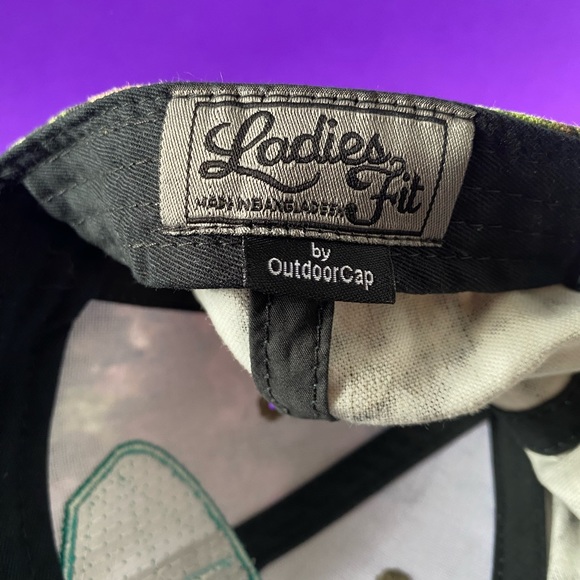 Ladies Fit
MADE IN BANGLADESH
by
OutdoorCap